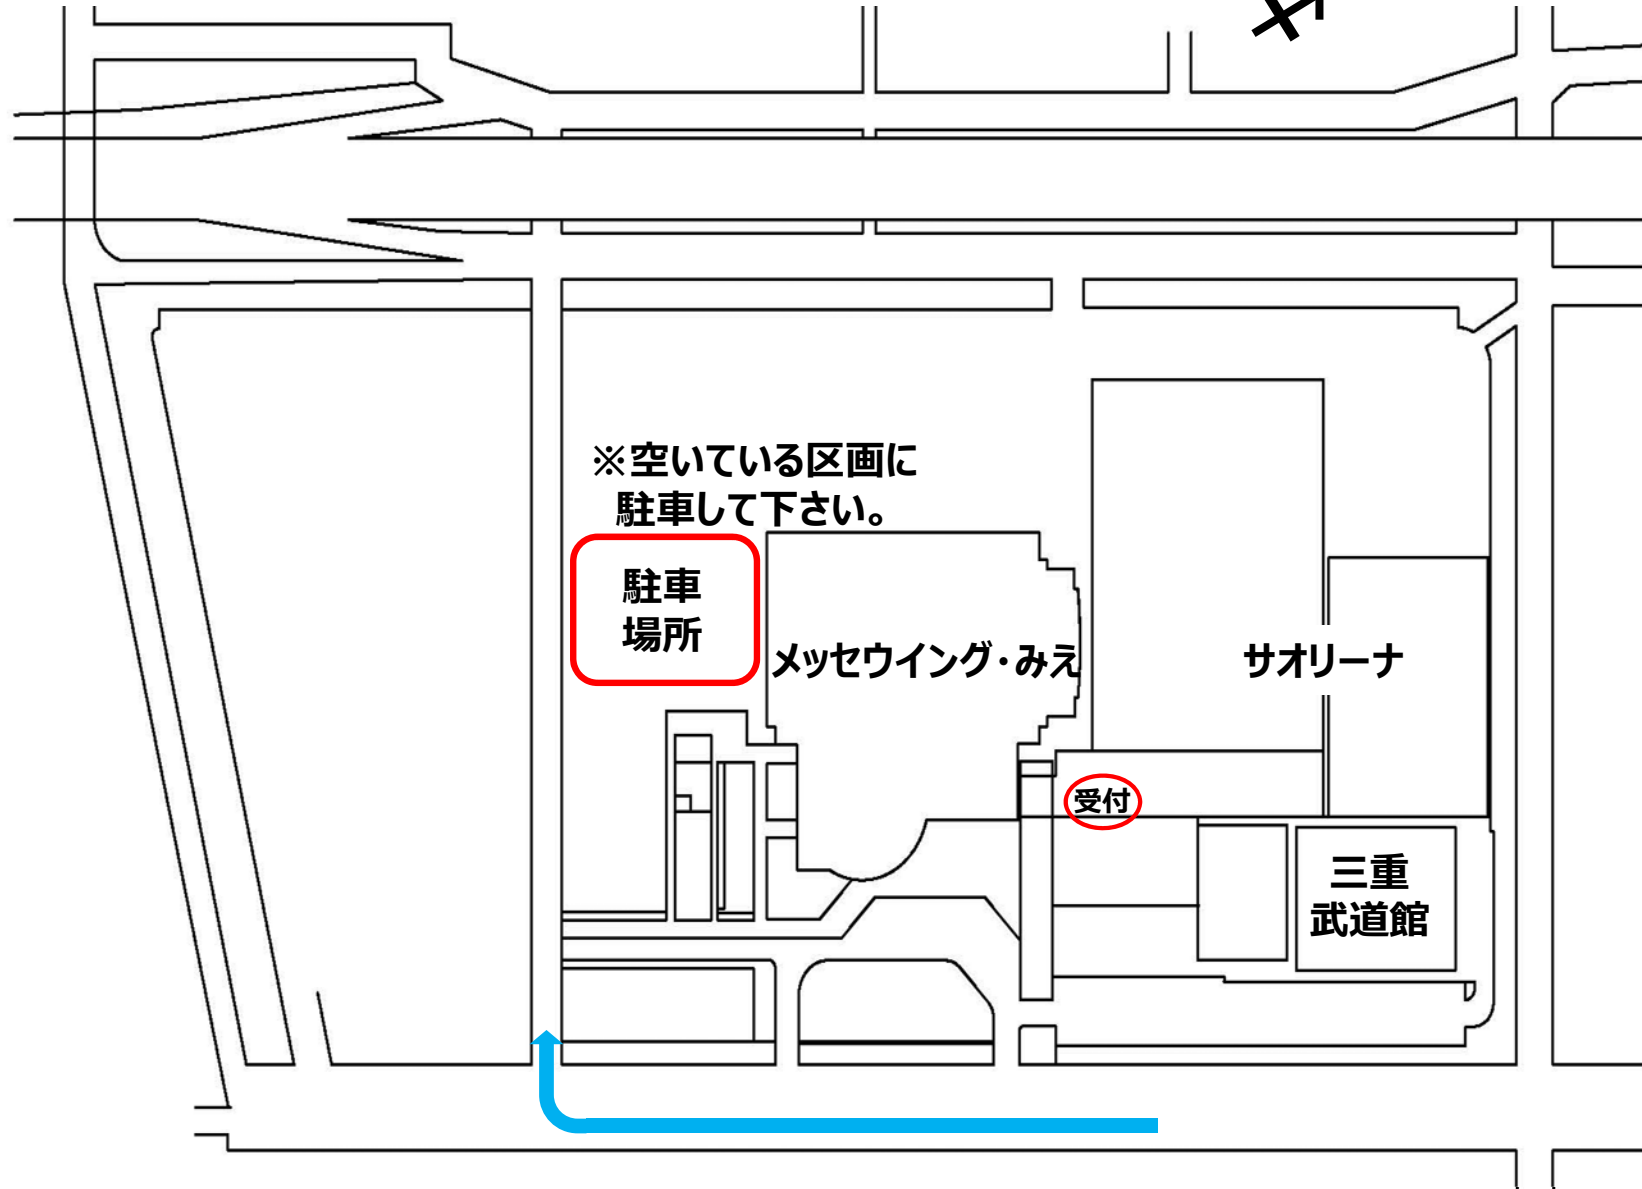 ※空いている区画に
駐車して下さい。
駐車
場所
メッセウイング・みえ
サオリーナ
受付
三重
武道館